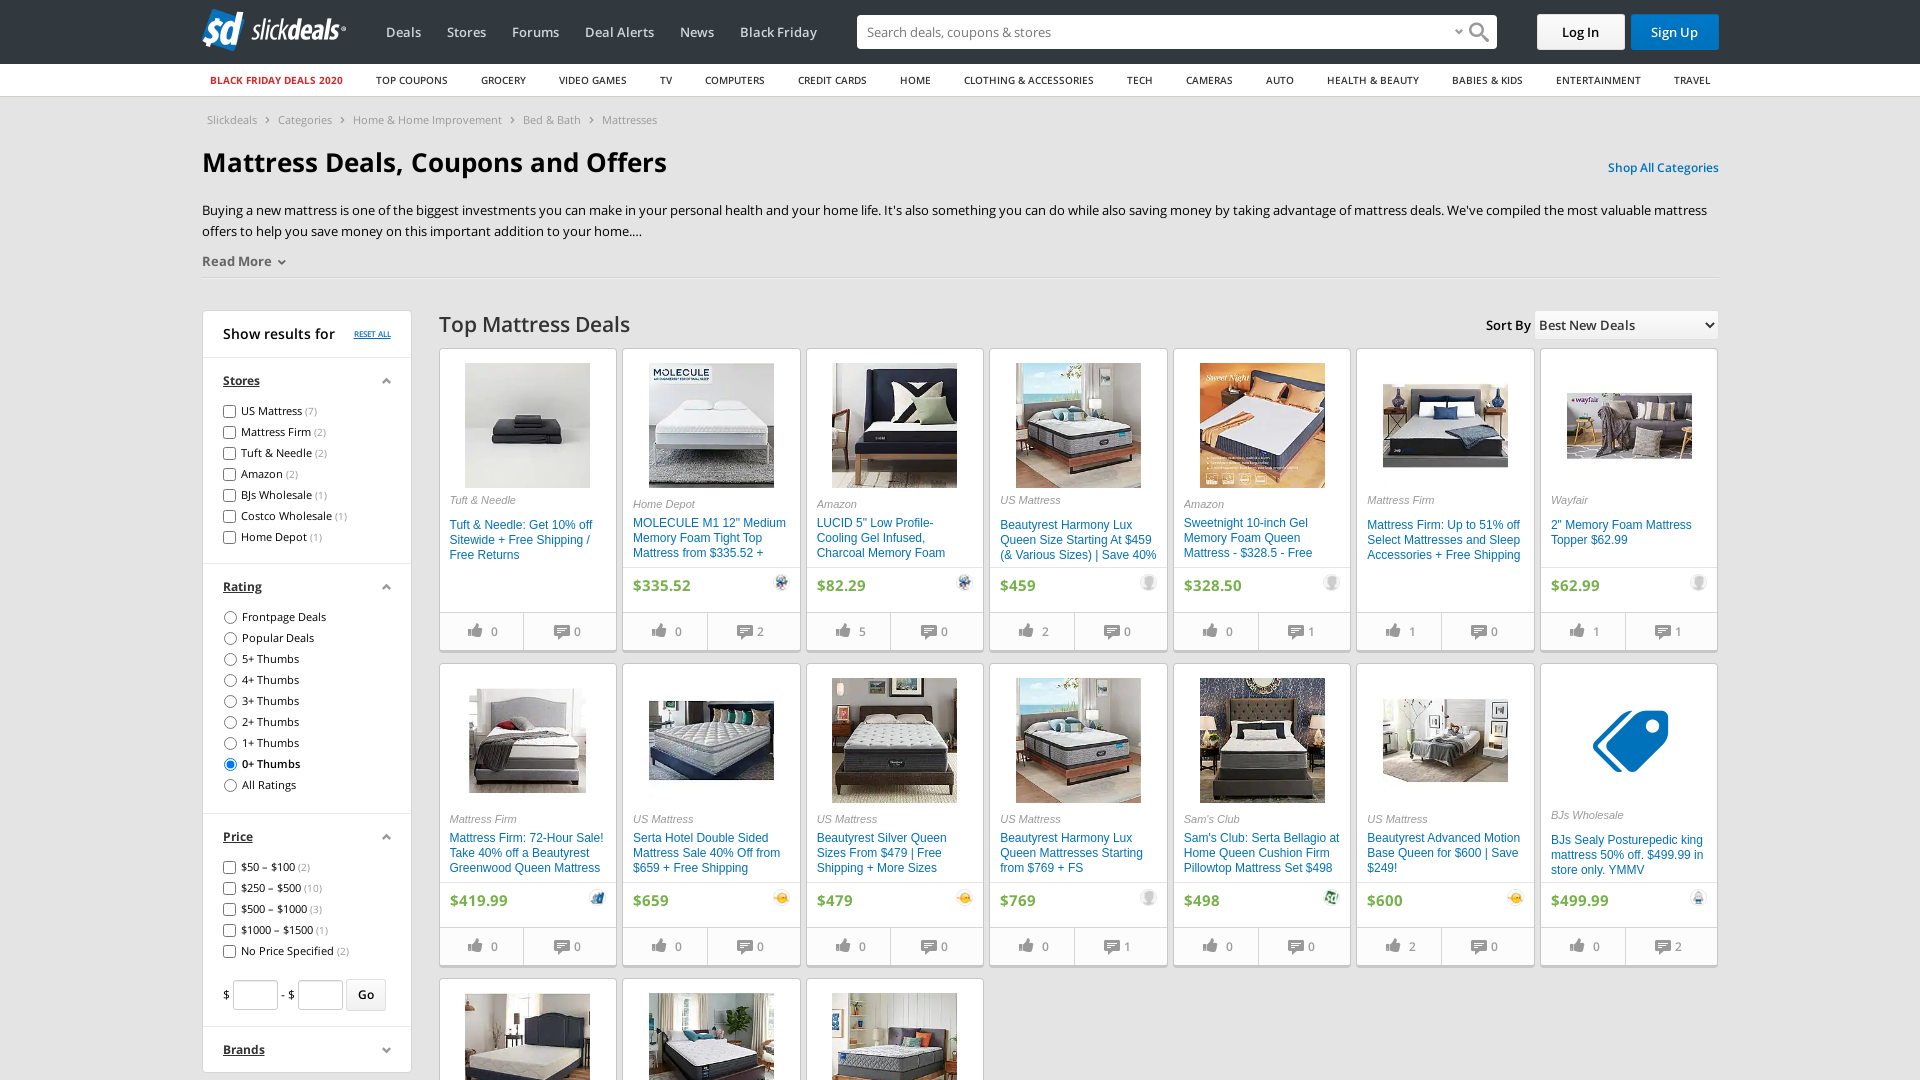 slickdeals
Deals
Stores
Forums
Deal Alerts
News
Black Friday
Search deals, coupons & stores
Log In
Sign Up
BLACK FRIDAY DEALS 2020
TOP COUPONS
GROCERY
VIDEO GAMES
TV
COMPUTERS
CREDIT CARDS
HOME
CLOTHING & ACCESSORIES
TECH
CAMERAS
AUTO
HEALTH & BEAUTY
BABIES & KIDS
ENTERTAINMENT
TRAVEL
Slickdeals > Categories > Home & Home Improvement > Bed & Bath > Mattresses
Mattress Deals, Coupons and Offers
Shop All Categories
Buying a new mattress is one of the biggest investments you can make in your personal health and your home life. It's also something you can do while also saving money by taking advantage of mattress deals. We've compiled the most valuable mattress
offers to help you save money on this important addition to your home.…
Read More
Show results for
RESET ALL
Stores
US Mattress (7)
Mattress Firm (2)
Tuft & Needle (2)
Amazon (2)
BJs Wholesale (1)
Costco Wholesale (1)
Home Depot (1)
Rating
Frontpage Deals
Popular Deals
5+ Thumbs
4+ Thumbs
3+ Thumbs
2+ Thumbs
1+ Thumbs
0+ Thumbs
All Ratings
Price
$50 – $100 (2)
$250 – $500 (10)
$500 – $1000 (3)
$1000 – $1500 (1)
No Price Specified (2)
$ - $ Go
Brands
Top Mattress Deals
Sort By Best New Deals
Tuft & Needle
Tuft & Needle: Get 10% off
Sitewide + Free Shipping /
Free Returns
0 0
MOLECULE
Home Depot
MOLECULE M1 12" Medium
Memory Foam Tight Top
Mattress from $335.52 +
$335.52
0 2
Amazon
LUCID 5" Low Profile-
Cooling Gel Infused,
Charcoal Memory Foam
$82.29
5 0
US Mattress
Beautyrest Harmony Lux
Queen Size Starting At $459
(& Various Sizes) | Save 40%
$459
2 0
Sweet Night
Amazon
Sweetnight 10-inch Gel
Memory Foam Queen
Mattress - $328.5 - Free
$328.50
0 1
Mattress Firm
Mattress Firm: Up to 51% off
Select Mattresses and Sleep
Accessories + Free Shipping
1 0
wayfair
Wayfair
2" Memory Foam Mattress
Topper $62.99
$62.99
1 1
Mattress Firm
Mattress Firm: 72-Hour Sale!
Take 40% off a Beautyrest
Greenwood Queen Mattress
$419.99
0 0
US Mattress
Serta Hotel Double Sided
Mattress Sale 40% Off from
$659 + Free Shipping
$659
0 0
US Mattress
Beautyrest Silver Queen
Sizes From $479 | Free
Shipping + More Sizes
$479
0 0
US Mattress
Beautyrest Harmony Lux
Queen Mattresses Starting
from $769 + FS
$769
0 1
Sam's Club
Sam's Club: Serta Bellagio at
Home Queen Cushion Firm
Pillowtop Mattress Set $498
$498
0 0
US Mattress
Beautyrest Advanced Motion
Base Queen for $600 | Save
$249!
$600
2 0
BJs Wholesale
BJs Sealy Posturepedic king
mattress 50% off. $499.99 in
store only. YMMV
$499.99
0 2